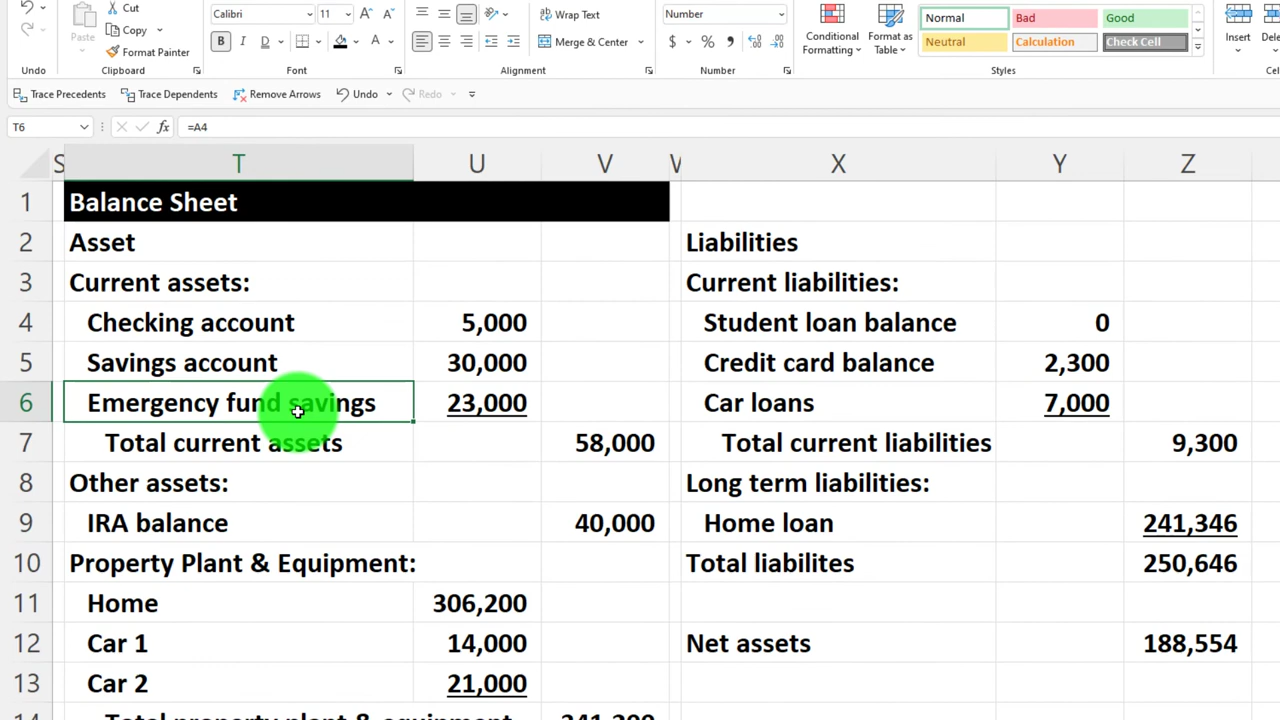 Cut
Calibri
11
Wrap Text
Number
Normal
Bad
Good
Paste
Copy
Format Painter
B I D
Merge & Center
$ % ,
Conditional Formatting
Format as Table
Neutral
Calculation
Check Cell
Insert
Undo
Clipboard
Font
Alignment
Number
Styles
Trace Precedents Trace Dependents Remove Arrows Undo Redo
T6 fx =A4
S T U V W X Y Z
1 Balance Sheet
2 Asset Liabilities
3 Current assets: Current liabilities:
4 Checking account 5,000 Student loan balance 0
5 Savings account 30,000 Credit card balance 2,300
6 Emergency fund savings 23,000 Car loans 7,000
7 Total current assets 58,000 Total current liabilities 9,300
8 Other assets: Long term liabilities:
9 IRA balance 40,000 Home loan 241,346
10 Property Plant & Equipment: Total liabilites 250,646
11 Home 306,200
12 Car 1 14,000 Net assets 188,554
13 Car 2 21,000
14 Total property plant & equipment 341,200